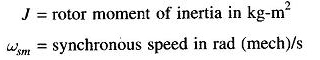 J = rotor moment of inertia in kg-m²
ω_sm = synchronous speed in rad (mech)/s